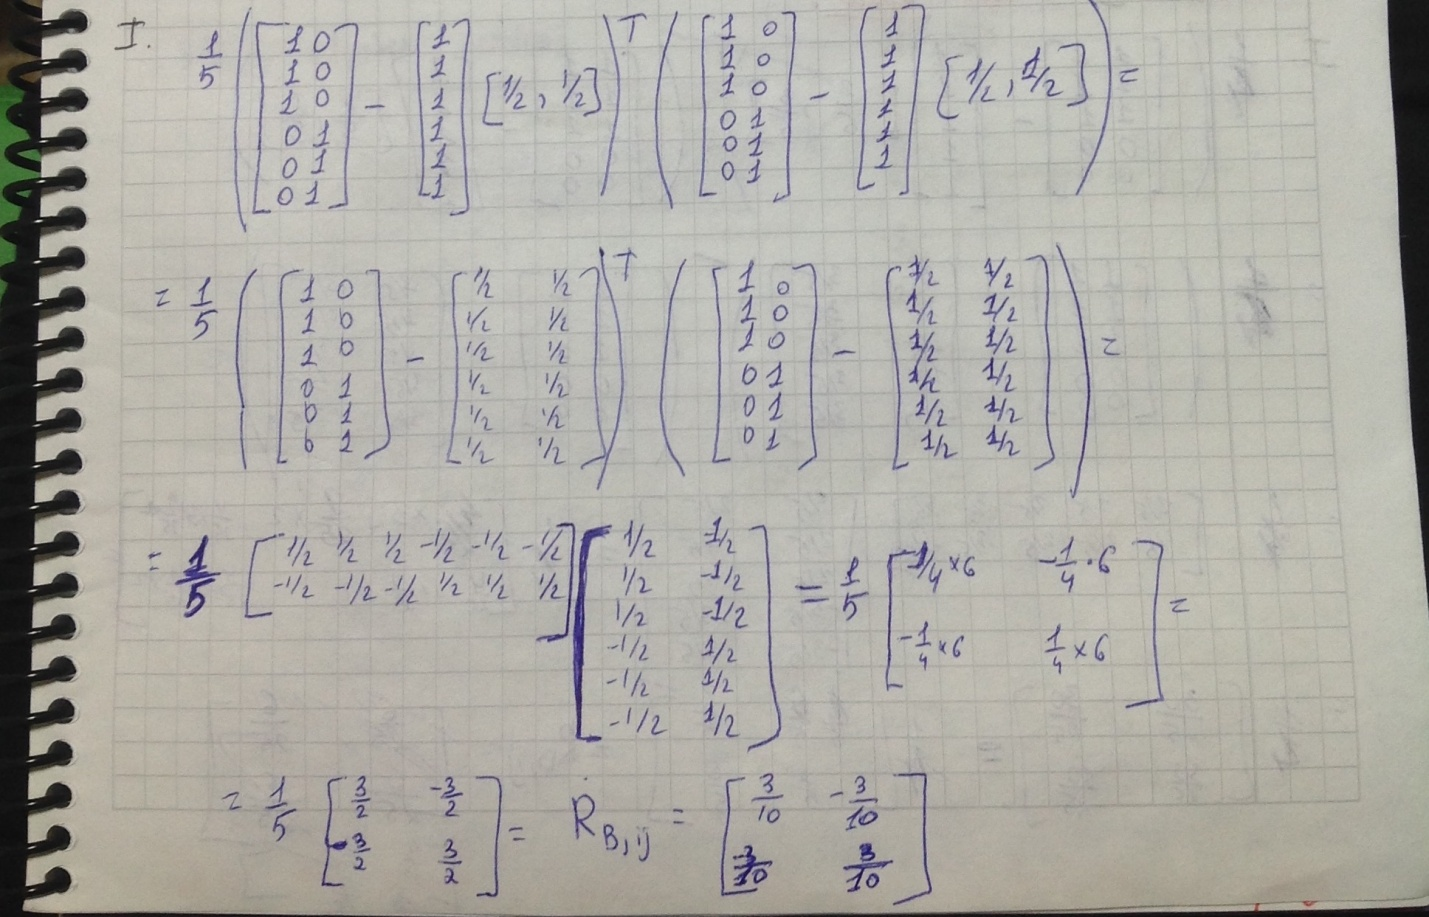 I. 1/5 ( [1 0; 1 0; 1 0; 0 1; 0 1; 0 1] − [1; 1; 1; 1; 1; 1] [1/2, 1/2] )^T ( [1 0; 1 0; 1 0; 0 1; 0 1; 0 1] − [1; 1; 1; 1; 1] [1/2, 1/2] ) =
= 1/5 ( [1 0; 1 0; 1 0; 0 1; 0 1; 0 1] − [1/2 1/2; 1/2 1/2; 1/2 1/2; 1/2 1/2; 1/2 1/2; 1/2 1/2] )^T ( [1 0; 1 0; 1 0; 0 1; 0 1; 0 1] − [1/2 1/2; 1/2 1/2; 1/2 1/2; 1/2 1/2; 1/2 1/2; 1/2 1/2] ) =
= 1/5 [1/2 1/2 1/2 -1/2 -1/2 -1/2; -1/2 -1/2 -1/2 1/2 1/2 1/2] [1/2 1/2; 1/2 -1/2; 1/2 -1/2; -1/2 1/2; -1/2 1/2; -1/2 1/2] = 1/5 [1/4 × 6 -1/4 · 6; -1/4 × 6 1/4 × 6] =
= 1/5 [3/2 -3/2; -3/2 3/2] = R_B,ij = [3/10 -3/10; -3/10 3/10]